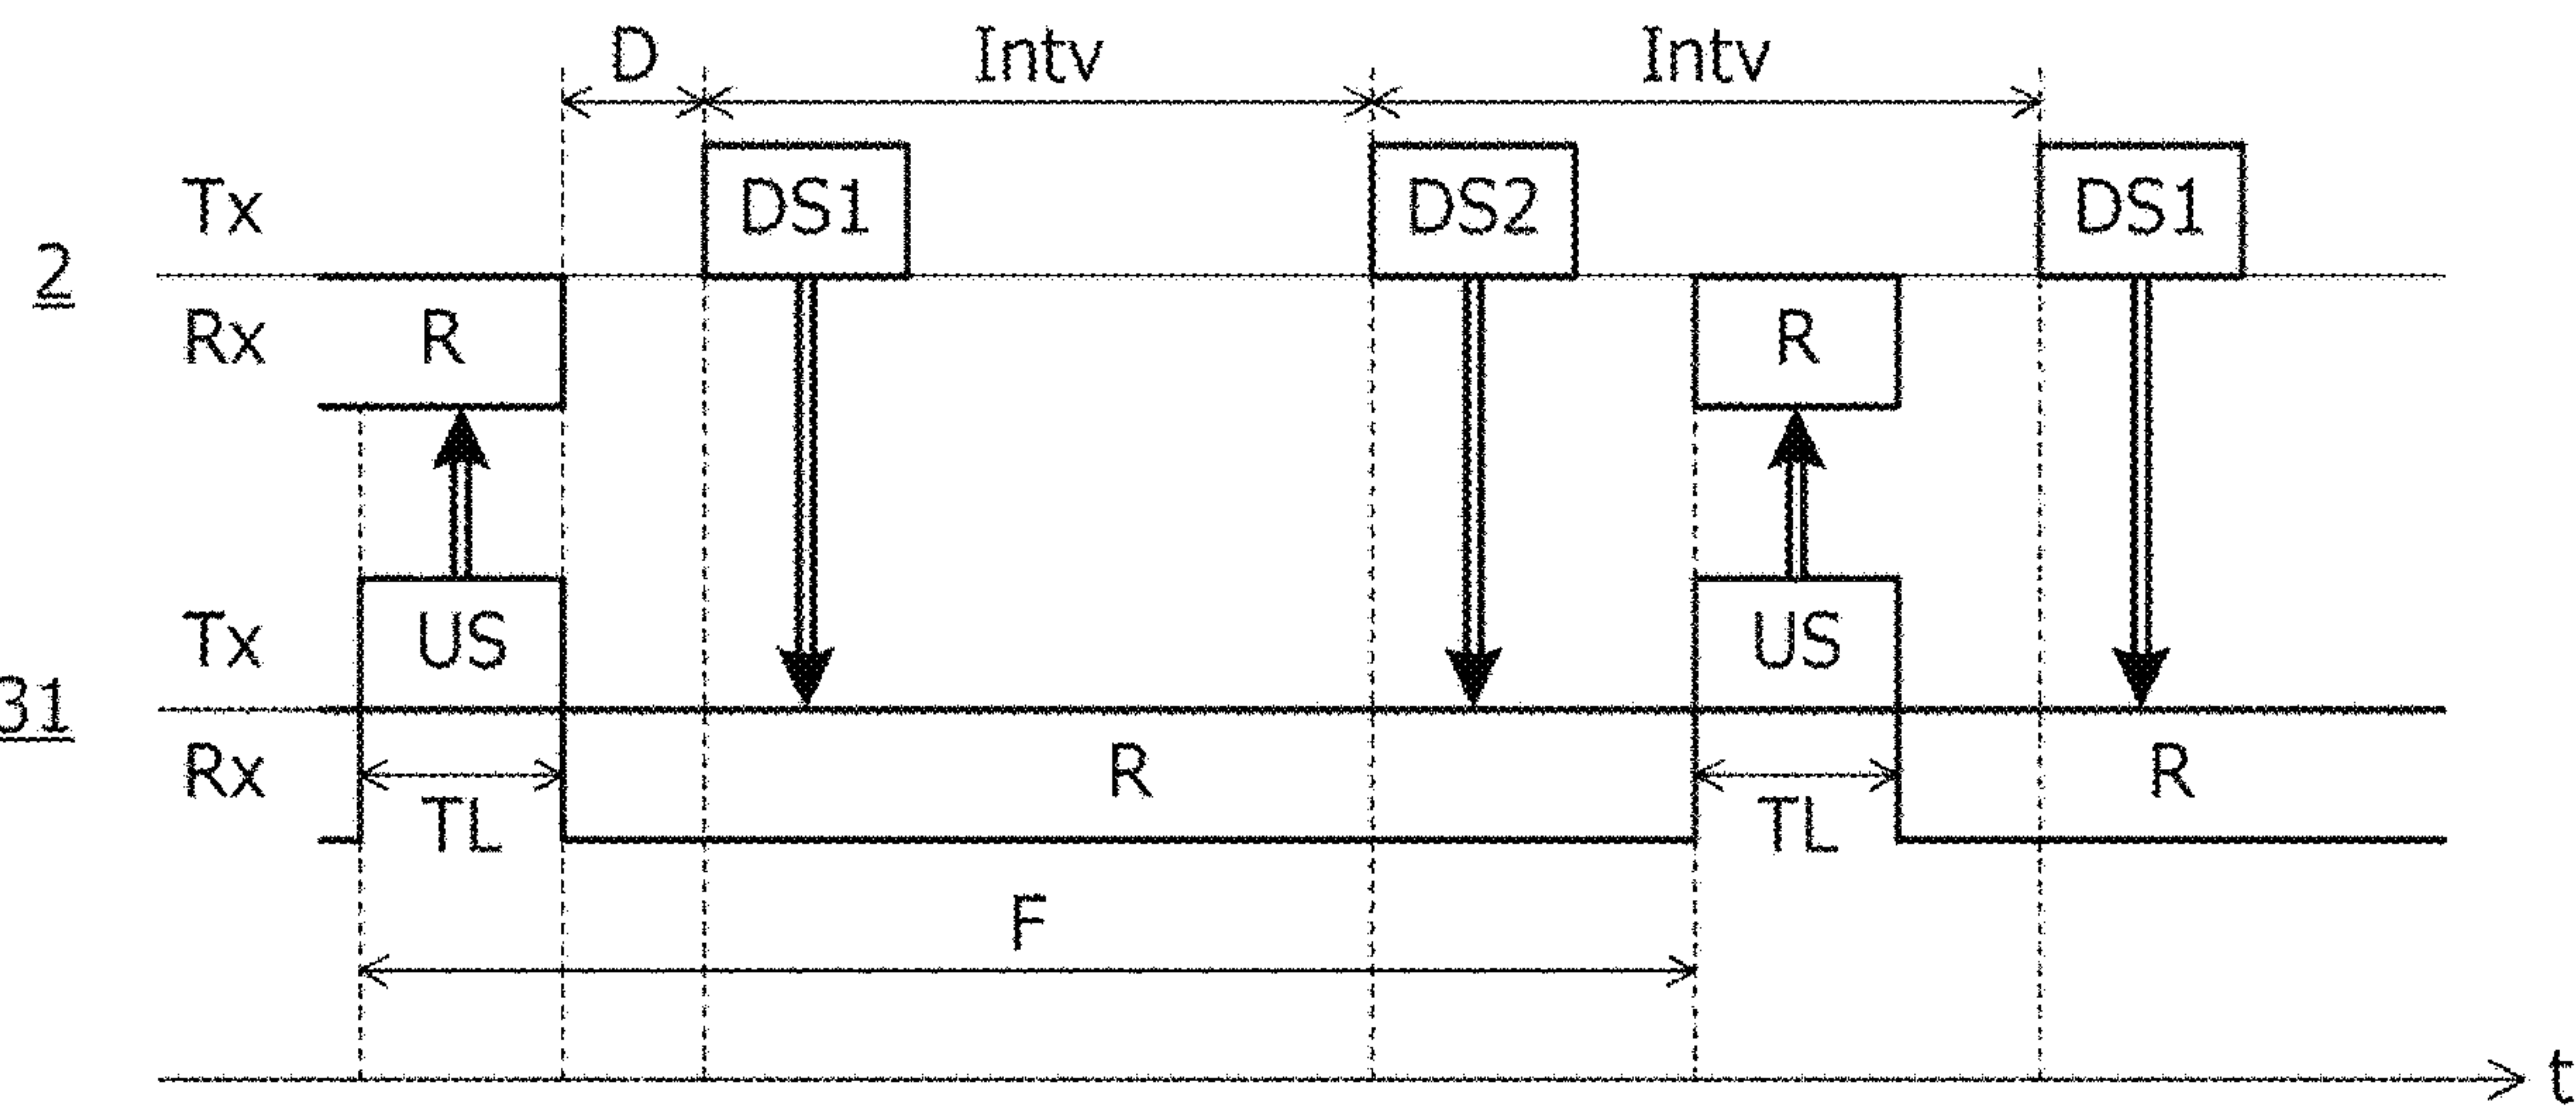 D Intv Intv
Tx DS1 DS2 DS1
2
Rx R R
Tx US US
31
Rx R R
TL TL
F
t